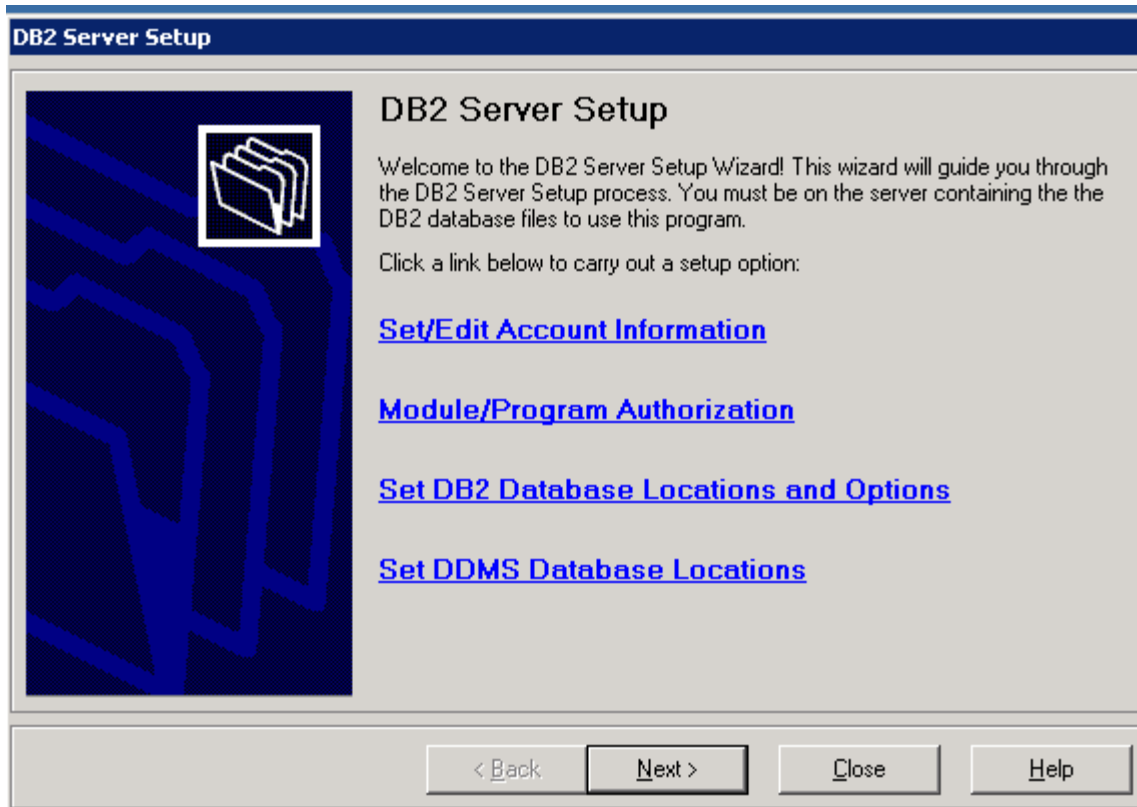 DB2 Server Setup
DB2 Server Setup
Welcome to the DB2 Server Setup Wizard! This wizard will guide you through
the DB2 Server Setup process. You must be on the server containing the the
DB2 database files to use this program.
Click a link below to carry out a setup option:
Set/Edit Account Information
Module/Program Authorization
Set DB2 Database Locations and Options
Set DDMS Database Locations
< Back Next > Close Help